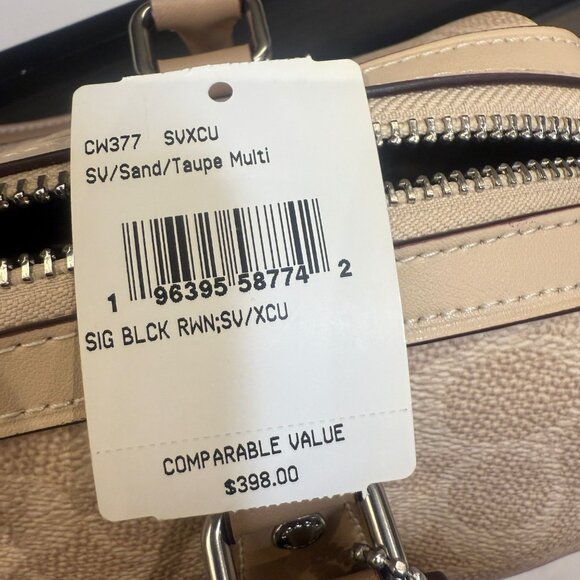 CW377 SVXCU
SV/Sand/Taupe Multi
1 96395 58774 2
SIG BLCK RWN;SV/XCU
COMPARABLE VALUE
$398.00